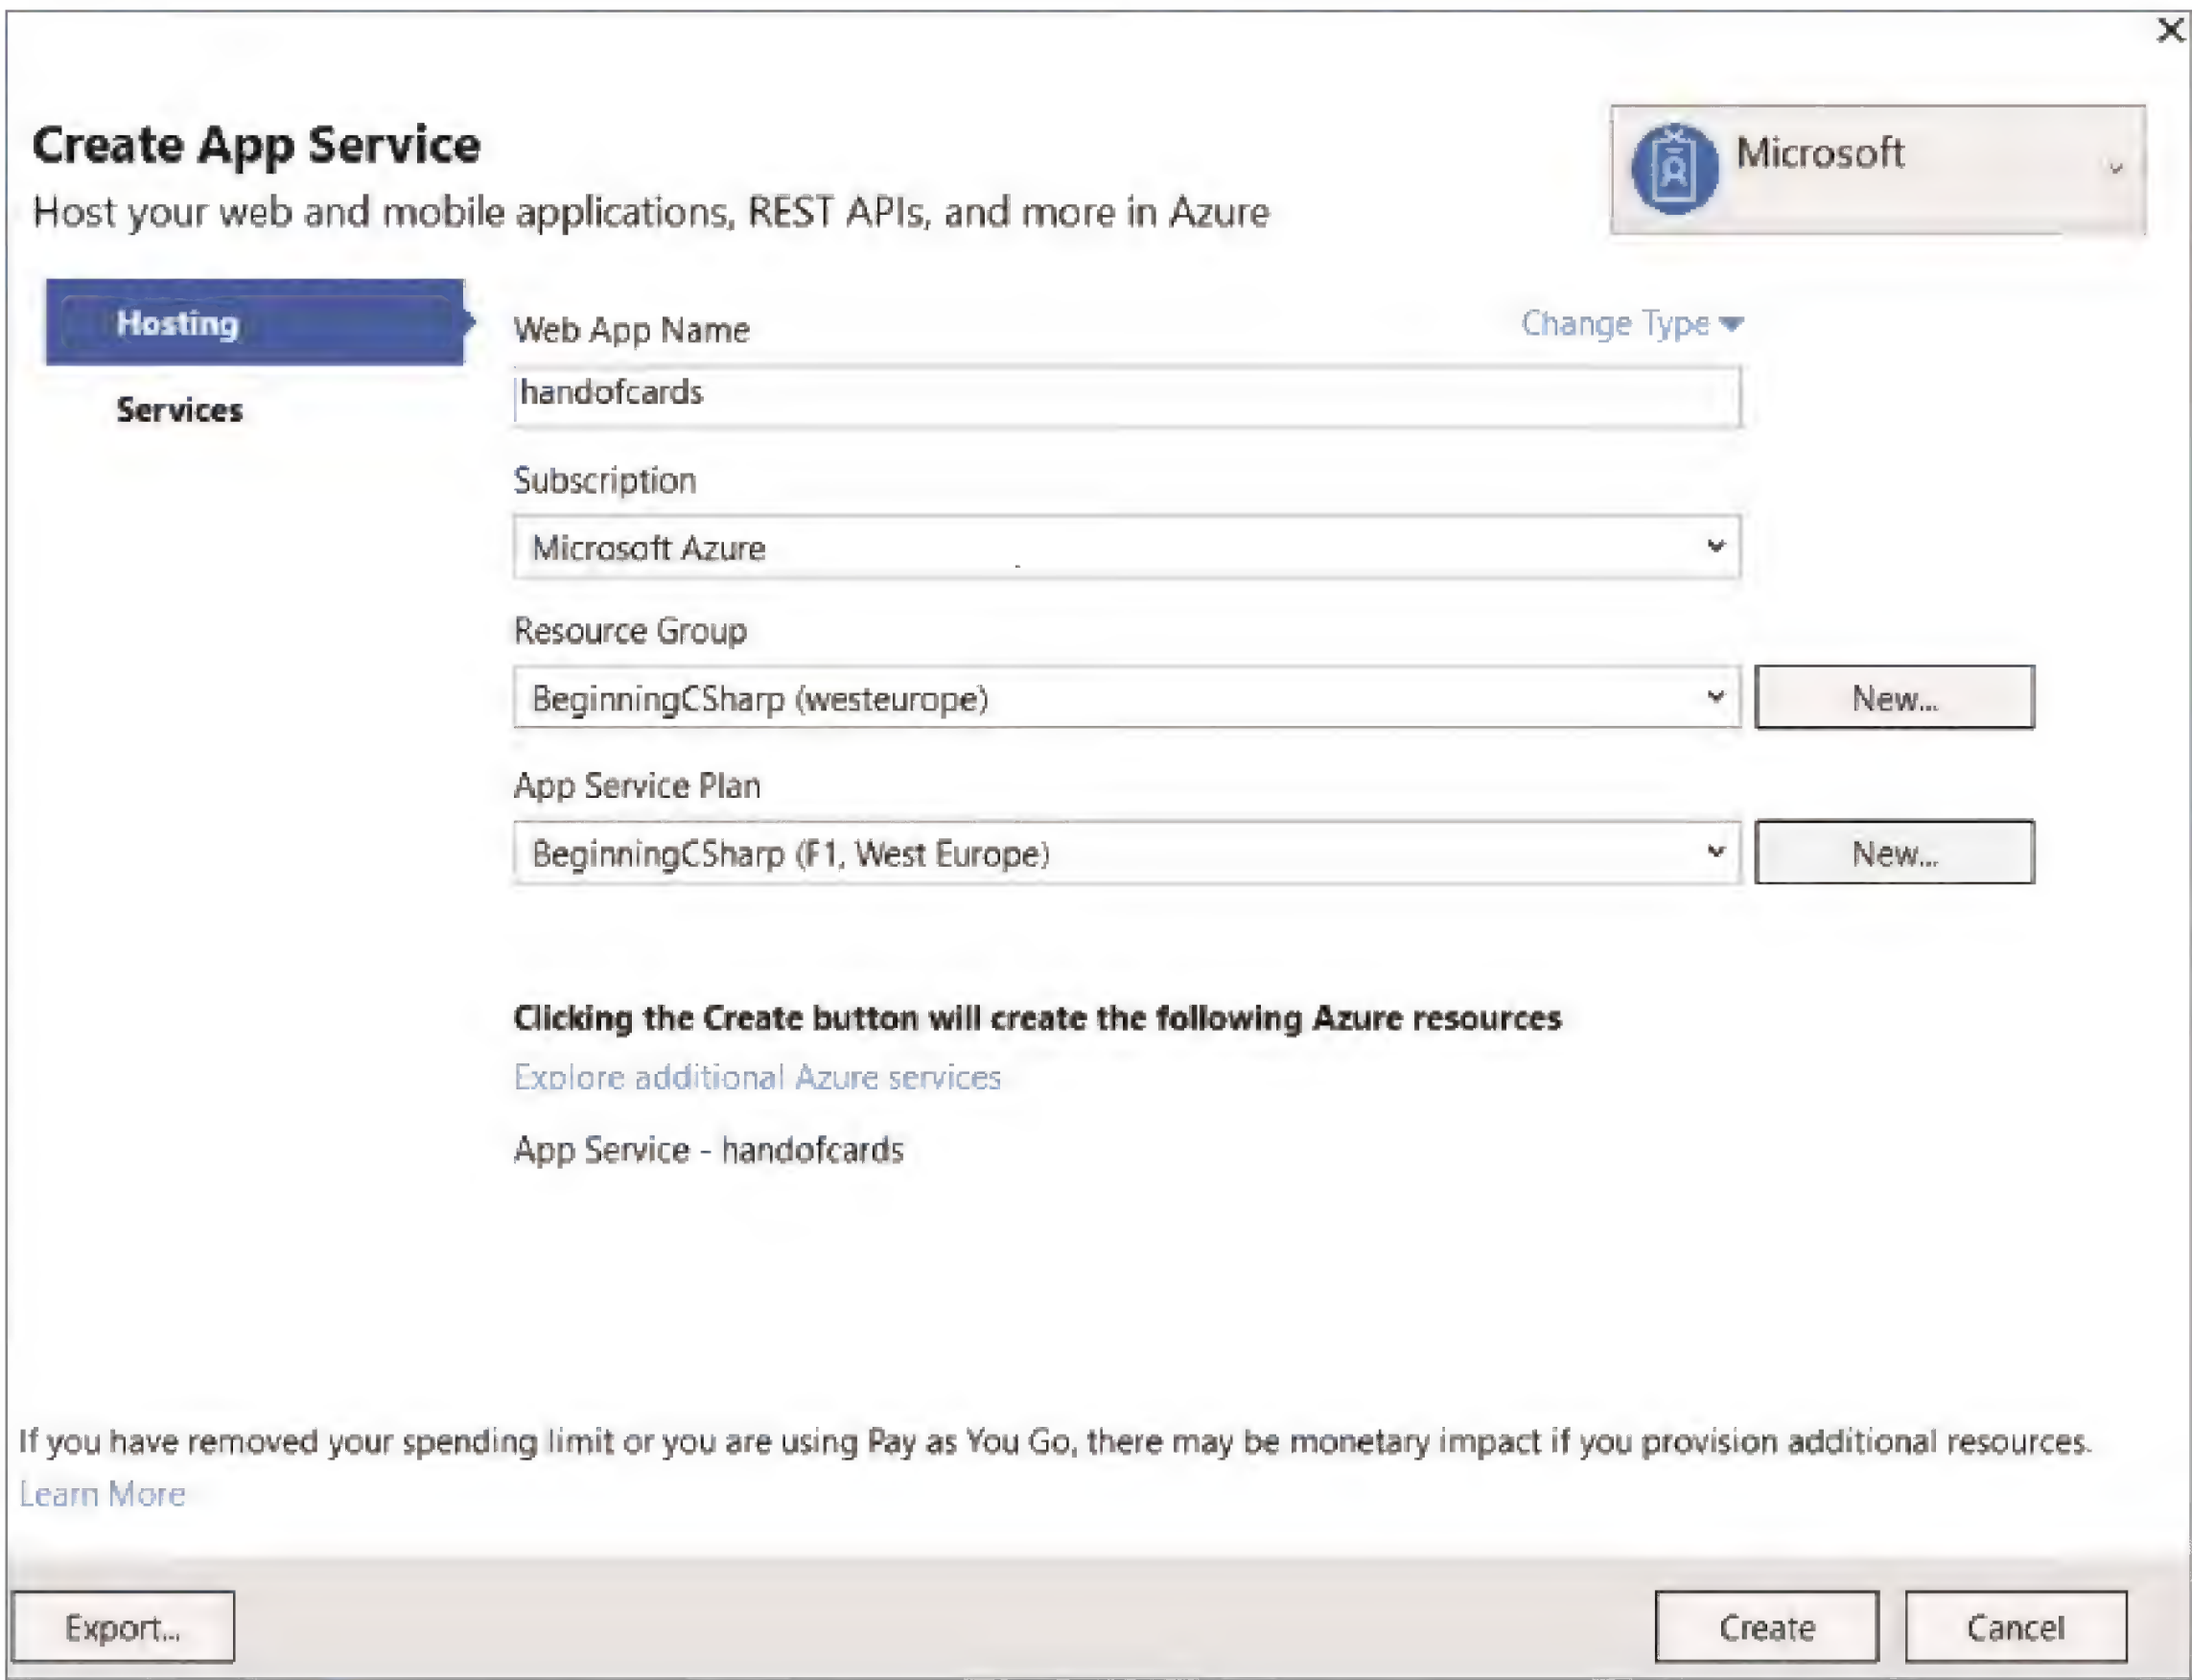 Create App Service
Microsoft
Host your web and mobile applications, REST APIs, and more in Azure
Hosting
Services
Web App Name
Change Type
handofcards
Subscription
Microsoft Azure
Resource Group
BeginningCSharp (westeurope)
New...
App Service Plan
BeginningCSharp (F1, West Europe)
New...
Clicking the Create button will create the following Azure resources
Explore additional Azure services
App Service - handofcards
If you have removed your spending limit or you are using Pay as You Go, there may be monetary impact if you provision additional resources.
Learn More
Export...
Create
Cancel